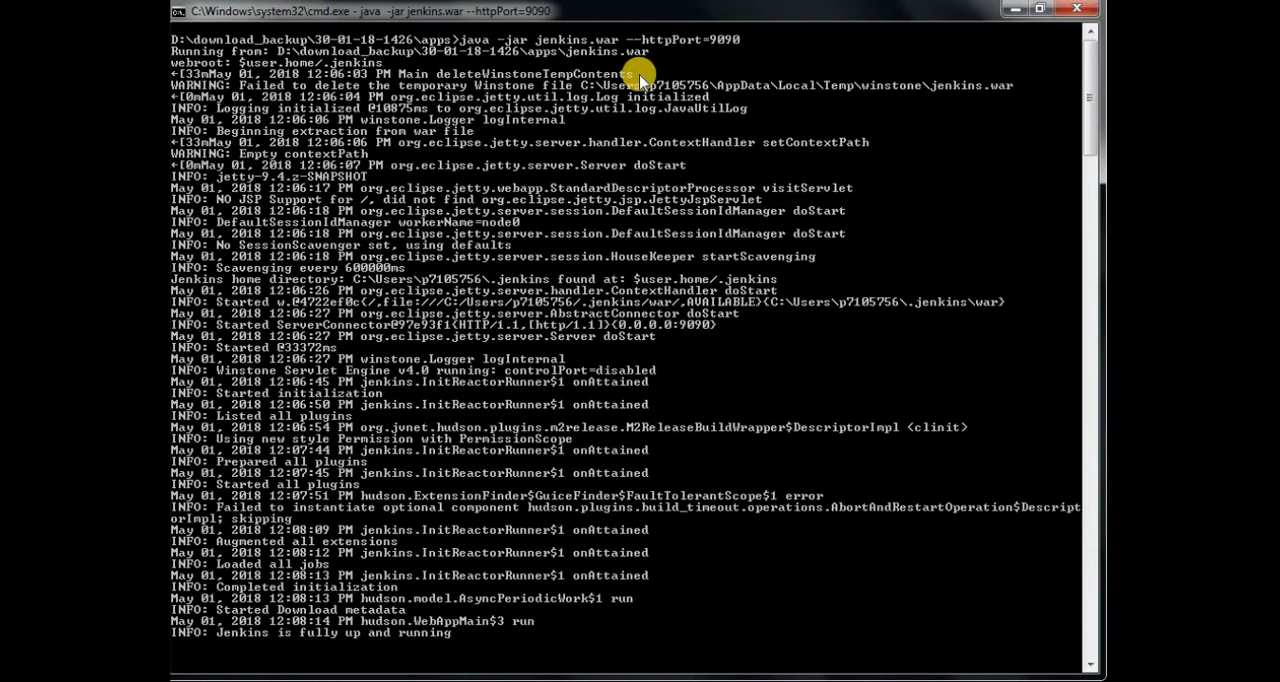 C:\Windows\system32\cmd.exe - java -jar jenkins.war --httpPort=9090
D:\download_backup\30-01-18-1426\apps>java -jar jenkins.war --httpPort=9090
Running from: D:\download_backup\30-01-18-1426\apps\jenkins.war
webroot: $user.home/.jenkins
←[33mMay 01, 2018 12:06:03 PM Main deleteWinstoneTempContents
WARNING: Failed to delete the temporary Winstone file C:\Users\p7105756\AppData\Local\Temp\winstone\jenkins.war
←[0mMay 01, 2018 12:06:04 PM org.eclipse.jetty.util.log.Log initialized
INFO: Logging initialized @10875ms to org.eclipse.jetty.util.log.JavaUtilLog
May 01, 2018 12:06:06 PM winstone.Logger logInternal
INFO: Beginning extraction from war file
←[33mMay 01, 2018 12:06:06 PM org.eclipse.jetty.server.handler.ContextHandler setContextPath
WARNING: Empty contextPath
←[0mMay 01, 2018 12:06:07 PM org.eclipse.jetty.server.Server doStart
INFO: jetty-9.4.z-SNAPSHOT
May 01, 2018 12:06:17 PM org.eclipse.jetty.webapp.StandardDescriptorProcessor visitServlet
INFO: NO JSP Support for /, did not find org.eclipse.jetty.jsp.JettyJspServlet
May 01, 2018 12:06:18 PM org.eclipse.jetty.server.session.DefaultSessionIdManager doStart
INFO: DefaultSessionIdManager workerName=node0
May 01, 2018 12:06:18 PM org.eclipse.jetty.server.session.DefaultSessionIdManager doStart
INFO: No SessionScavenger set, using defaults
May 01, 2018 12:06:18 PM org.eclipse.jetty.server.session.HouseKeeper startScavenging
INFO: Scavenging every 600000ms
Jenkins home directory: C:\Users\p7105756\.jenkins found at: $user.home/.jenkins
May 01, 2018 12:06:26 PM org.eclipse.jetty.server.handler.ContextHandler doStart
INFO: Started w.@4722ef0c{/,file:///C:/Users/p7105756/.jenkins/war/,AVAILABLE}{C:\Users\p7105756\.jenkins\war}
May 01, 2018 12:06:27 PM org.eclipse.jetty.server.AbstractConnector doStart
INFO: Started ServerConnector@97e93f1{HTTP/1.1,[http/1.1]}{0.0.0.0:9090}
May 01, 2018 12:06:27 PM org.eclipse.jetty.server.Server doStart
INFO: Started @33372ms
May 01, 2018 12:06:27 PM winstone.Logger logInternal
INFO: Winstone Servlet Engine v4.0 running: controlPort=disabled
May 01, 2018 12:06:45 PM jenkins.InitReactorRunner$1 onAttained
INFO: Started initialization
May 01, 2018 12:06:50 PM jenkins.InitReactorRunner$1 onAttained
INFO: Listed all plugins
May 01, 2018 12:06:54 PM org.jvnet.hudson.plugins.m2release.M2ReleaseBuildWrapper$DescriptorImpl <clinit>
INFO: Using new style Permission with PermissionScope
May 01, 2018 12:07:44 PM jenkins.InitReactorRunner$1 onAttained
INFO: Prepared all plugins
May 01, 2018 12:07:45 PM jenkins.InitReactorRunner$1 onAttained
INFO: Started all plugins
May 01, 2018 12:07:51 PM hudson.ExtensionFinder$GuiceFinder$FaultTolerantScope$1 error
INFO: Failed to instantiate optional component hudson.plugins.build_timeout.operations.AbortAndRestartOperation$Descript
orImpl; skipping
May 01, 2018 12:08:09 PM jenkins.InitReactorRunner$1 onAttained
INFO: Augmented all extensions
May 01, 2018 12:08:12 PM jenkins.InitReactorRunner$1 onAttained
INFO: Loaded all jobs
May 01, 2018 12:08:13 PM jenkins.InitReactorRunner$1 onAttained
INFO: Completed initialization
May 01, 2018 12:08:13 PM hudson.model.AsyncPeriodicWork$1 run
INFO: Started Download metadata
May 01, 2018 12:08:14 PM hudson.WebAppMain$3 run
INFO: Jenkins is fully up and running